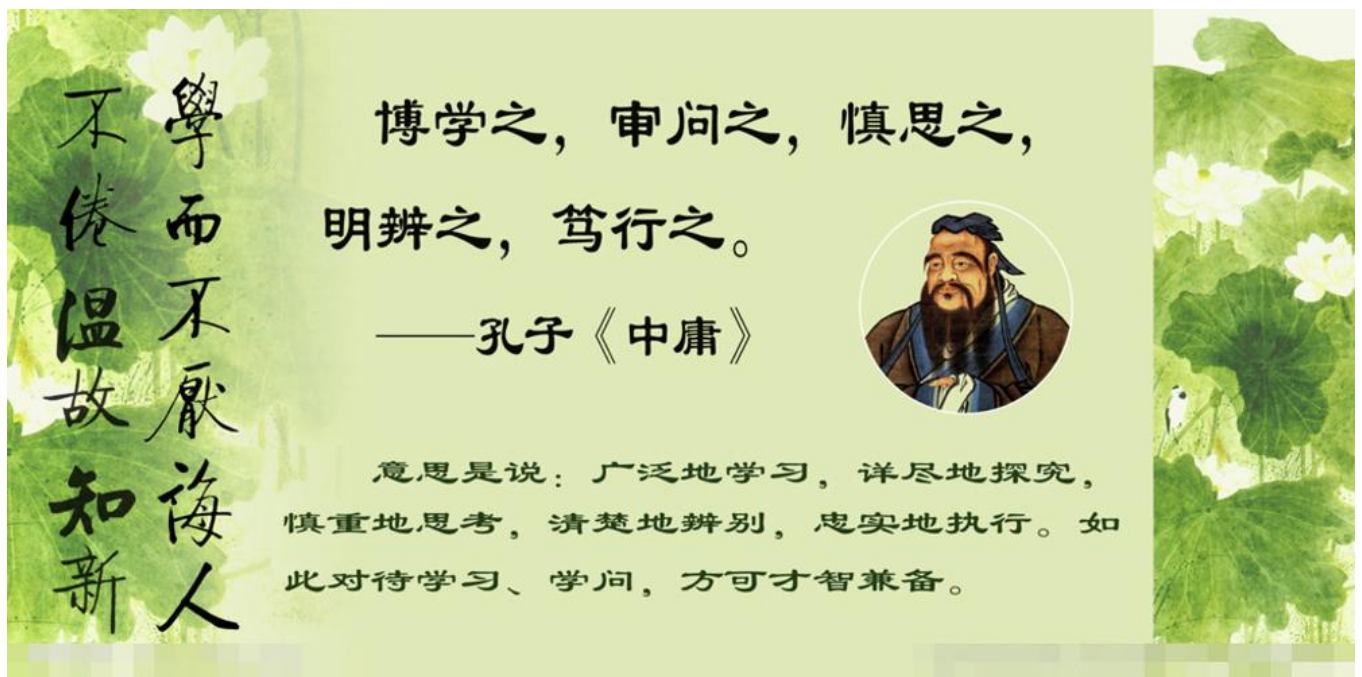 學而不厭誨人
不倦温故知新
博学之，审问之，慎思之，
明辨之，笃行之。
——孔子《中庸》
意思是说：广泛地学习，详尽地探究，
慎重地思考，清楚地辨别，忠实地执行。如
此对待学习、学问，方可才智兼备。